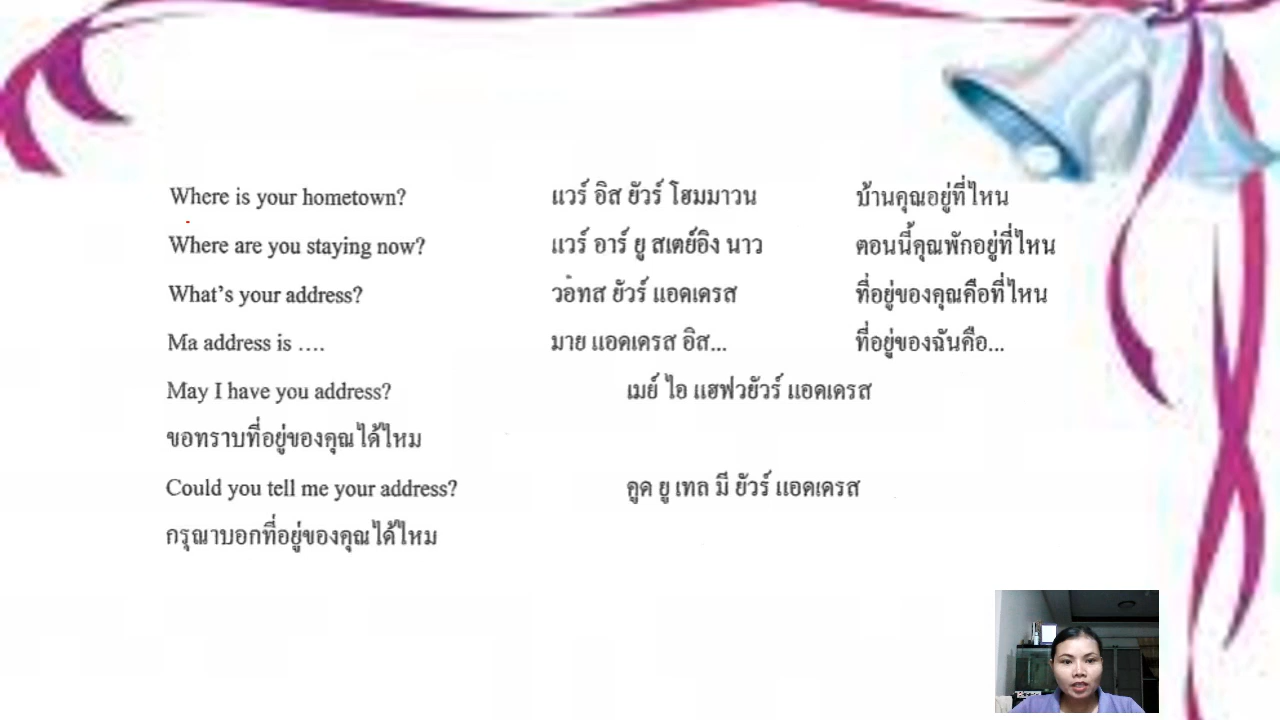 Where is your hometown? แวร์ อิส ยัวร์ โฮมมาวน บ้านคุณอยู่ที่ไหน
Where are you staying now? แวร์ อาร์ ยู สเตย์อิง นาว ตอนนี้คุณพักอยู่ที่ไหน
What's your address? ว๊อทส ยัวร์ แอดเดรส ที่อยู่ของคุณคือที่ไหน
Ma address is …. มาย แอดเดรส อิส... ที่อยู่ของฉันคือ...
May I have you address? เมย์ ไอ แฮฟวยัวร์ แอดเดรส
ขอทราบที่อยู่ของคุณได้ไหม
Could you tell me your address? คูด ยู เทล มี ยัวร์ แอดเดรส
กรุณาบอกที่อยู่ของคุณได้ไหม